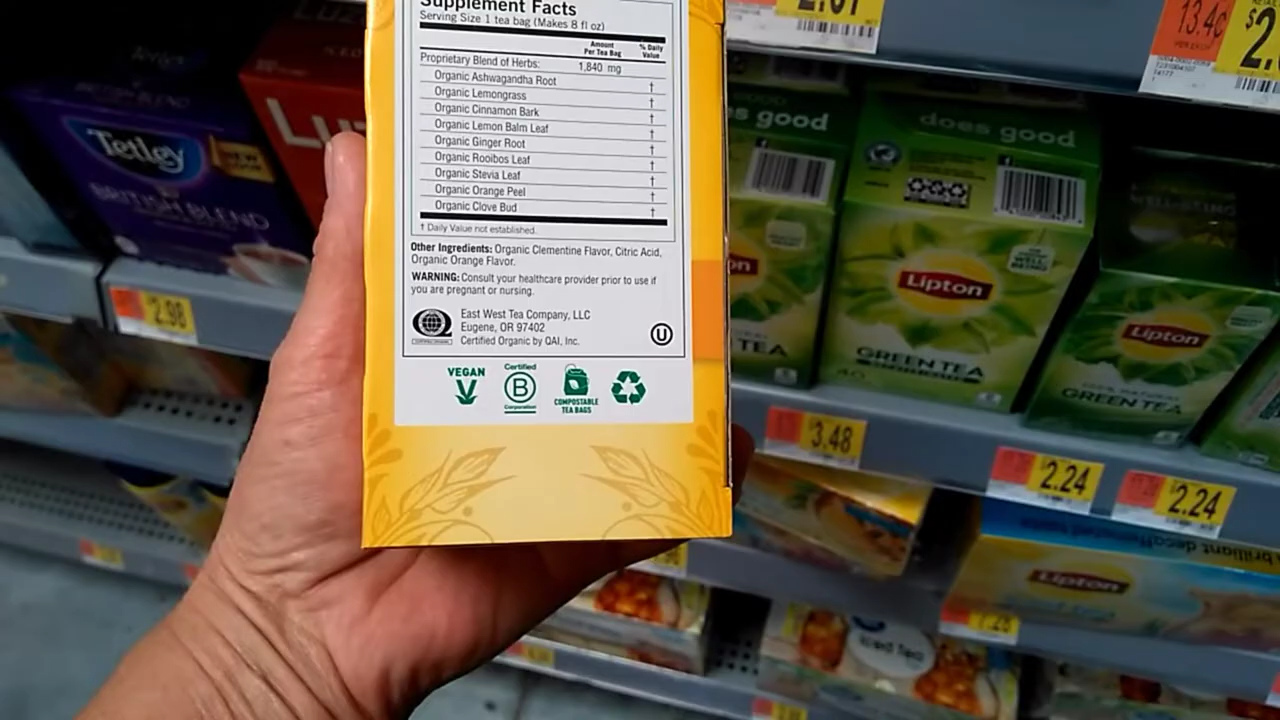 Supplement Facts
Serving Size 1 tea bag (Makes 8 fl oz)
Amount Per Tea Bag
% Daily Value
Proprietary Blend of Herbs: 1,840 mg
Organic Ashwagandha Root †
Organic Lemongrass †
Organic Cinnamon Bark †
Organic Lemon Balm Leaf †
Organic Ginger Root †
Organic Rooibos Leaf †
Organic Stevia Leaf †
Organic Orange Peel †
Organic Clove Bud †
† Daily Value not established.
Other Ingredients: Organic Clementine Flavor, Citric Acid,
Organic Orange Flavor.
WARNING: Consult your healthcare provider prior to use if
you are pregnant or nursing.
East West Tea Company, LLC
Eugene, OR 97402
Certified Organic by QAI, Inc.
U
VEGAN
V
Certified
B
Corporation
COMPOSTABLE
TEA BAGS
Tetley
BRITISH BLEND
2.98
13.4¢
does good
Lipton
GREEN TEA
40
Lipton
GREEN TEA
TEA
3.48
2.24
2.24
brilliant decaffeinated
Lipton
Iced Tea